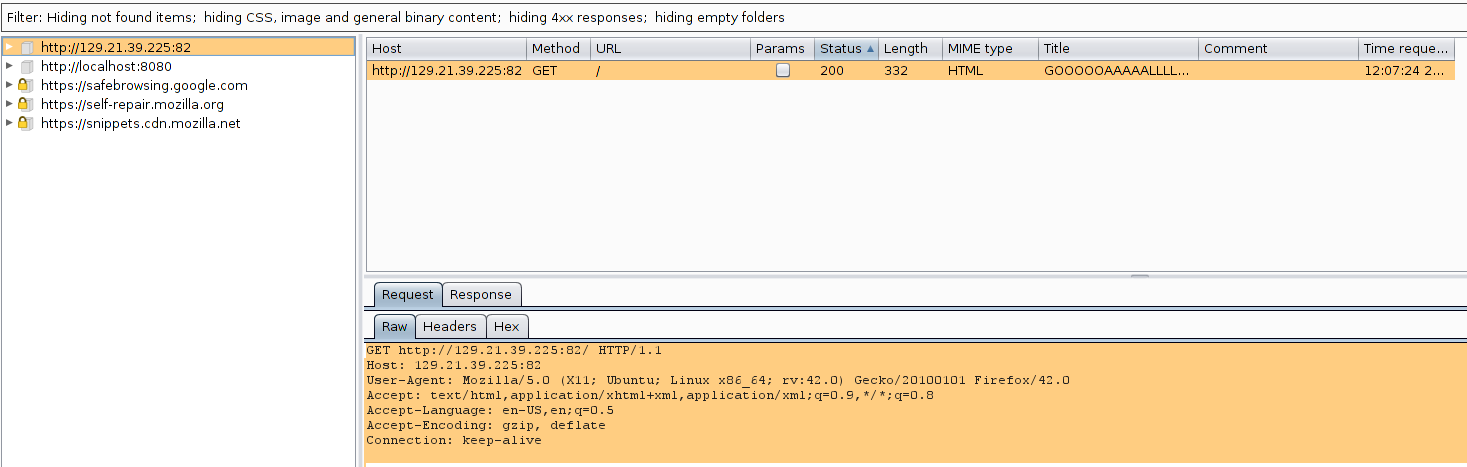 Filter: Hiding not found items;  hiding CSS, image and general binary content;  hiding 4xx responses;  hiding empty folders
http://129.21.39.225:82
http://localhost:8080
https://safebrowsing.google.com
https://self-repair.mozilla.org
https://snippets.cdn.mozilla.net
Host Method URL Params Status Length MIME type Title Comment Time reque...
http://129.21.39.225:82 GET / 200 332 HTML GOOOOOAAAAALLLL... 12:07:24 2...
Request Response
Raw Headers Hex
GET http://129.21.39.225:82/ HTTP/1.1
Host: 129.21.39.225:82
User-Agent: Mozilla/5.0 (X11; Ubuntu; Linux x86_64; rv:42.0) Gecko/20100101 Firefox/42.0
Accept: text/html,application/xhtml+xml,application/xml;q=0.9,*/*;q=0.8
Accept-Language: en-US,en;q=0.5
Accept-Encoding: gzip, deflate
Connection: keep-alive